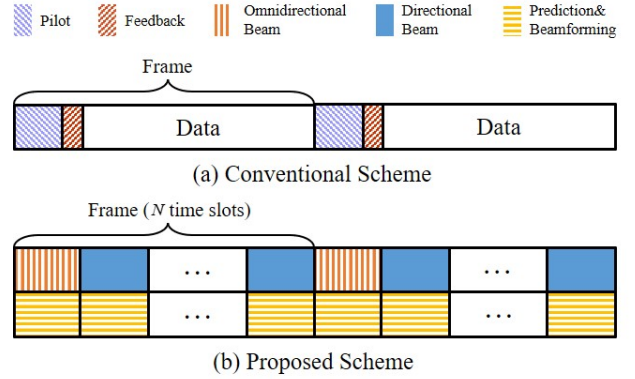 Pilot
Feedback
Omnidirectional
Beam
Directional
Beam
Prediction&
Beamforming
Frame
Data
Data
(a) Conventional Scheme
Frame (N time slots)
...
...
...
...
(b) Proposed Scheme